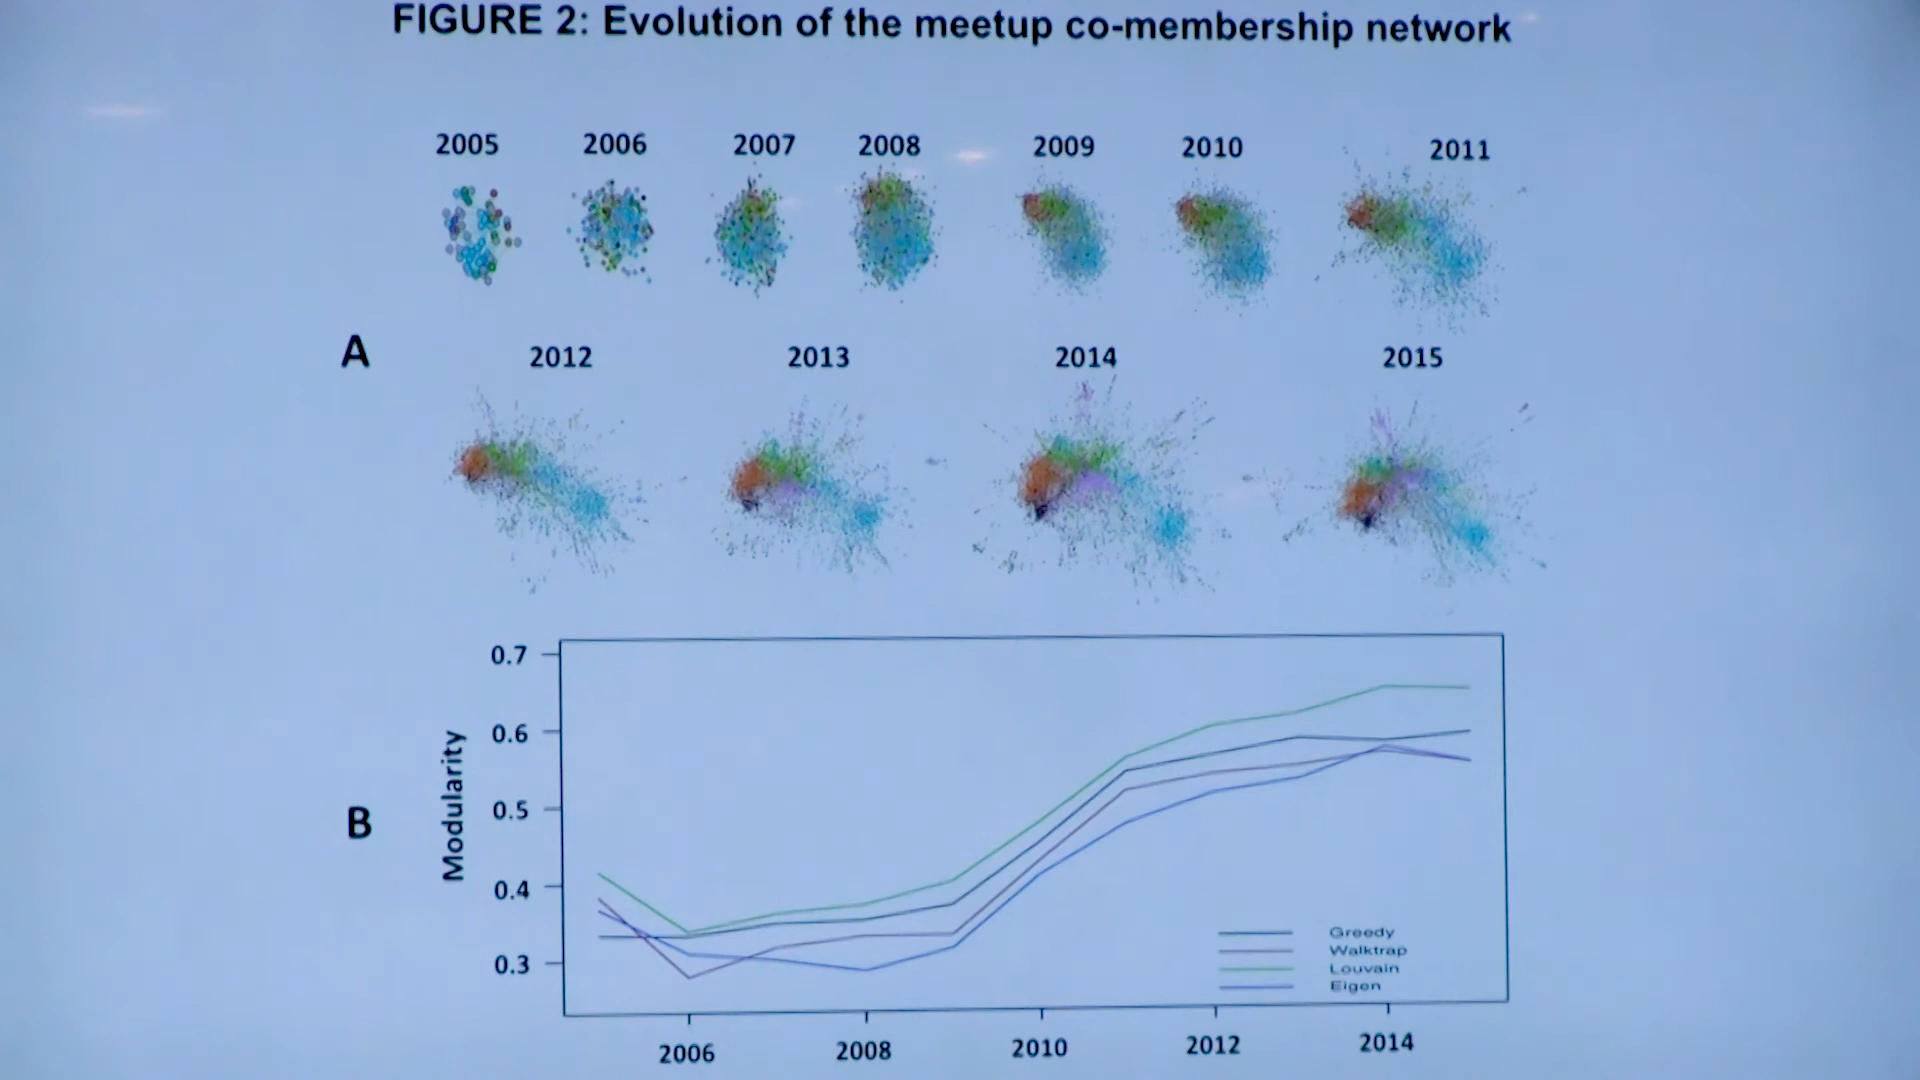 FIGURE 2: Evolution of the meetup co-membership network
2005 2006 2007 2008 2009 2010 2011
A
2012 2013 2014 2015
B
Modularity
0.7
0.6
0.5
0.4
0.3
Greedy
Walktrap
Louvain
Eigen
2006 2008 2010 2012 2014